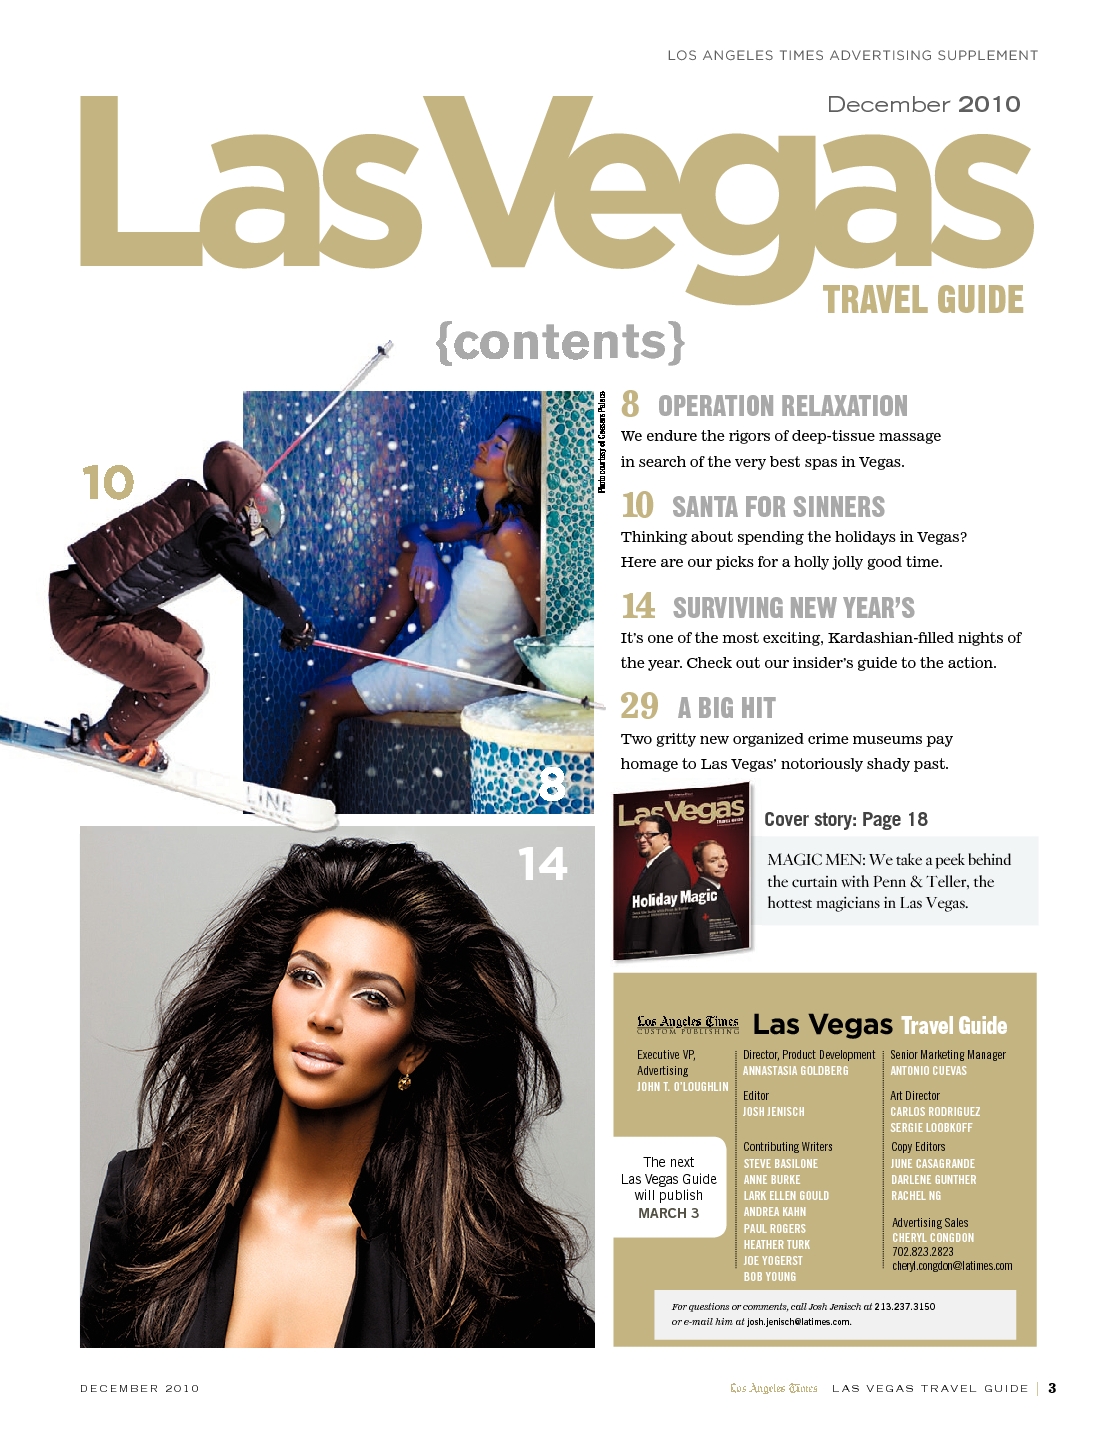 LOS ANGELES TIMES ADVERTISING SUPPLEMENT
December 2010
Las Vegas
TRAVEL GUIDE
{contents}
10
8
Photo courtesy of Caesars Palace
14
8 OPERATION RELAXATION
We endure the rigors of deep-tissue massage
in search of the very best spas in Vegas.
10 SANTA FOR SINNERS
Thinking about spending the holidays in Vegas?
Here are our picks for a holly jolly good time.
14 SURVIVING NEW YEAR'S
It's one of the most exciting, Kardashian-filled nights of
the year. Check out our insider's guide to the action.
29 A BIG HIT
Two gritty new organized crime museums pay
homage to Las Vegas' notoriously shady past.
LINE
Las Vegas
TRAVEL GUIDE
Holiday Magic
Cover story: Page 18
MAGIC MEN: We take a peek behind
the curtain with Penn & Teller, the
hottest magicians in Las Vegas.
Los Angeles Times
CUSTOM PUBLISHING
Las Vegas Travel Guide
Executive VP,
Advertising
JOHN T. O'LOUGHLIN
The next
Las Vegas Guide
will publish
MARCH 3
Director, Product Development
ANNASTASIA GOLDBERG
Editor
JOSH JENISCH
Contributing Writers
STEVE BASILONE
ANNE BURKE
LARK ELLEN GOULD
ANDREA KAHN
PAUL ROGERS
HEATHER TURK
JOE YOGERST
BOB YOUNG
Senior Marketing Manager
ANTONIO CUEVAS
Art Director
CARLOS RODRIGUEZ
SERGIE LOOBKOFF
Copy Editors
JUNE CASAGRANDE
DARLENE GUNTHER
RACHEL NG
Advertising Sales
CHERYL CONGDON
702.823.2823
cheryl.congdon@latimes.com
For questions or comments, call Josh Jenisch at 213.237.3150
or e-mail him at josh.jenisch@latimes.com.
DECEMBER 2010
Los Angeles Times LAS VEGAS TRAVEL GUIDE | 3